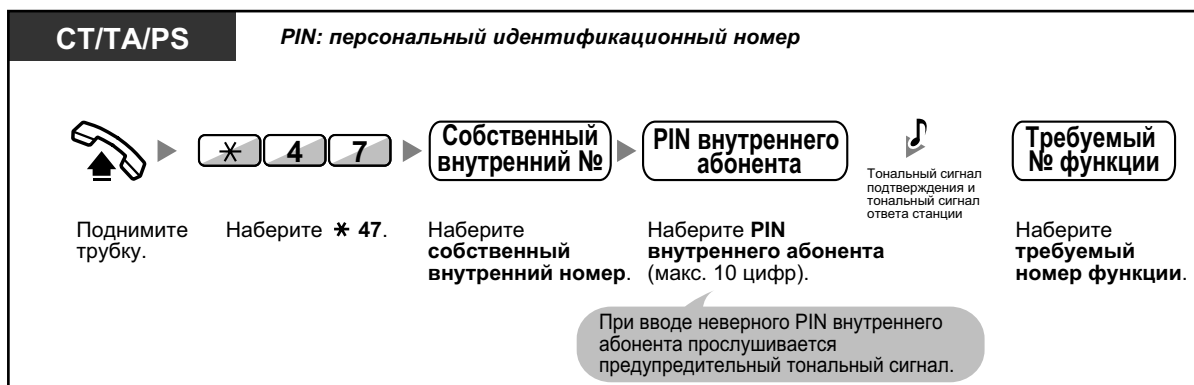 CT/TA/PS
PIN: персональный идентификационный номер
✳ 4 7
Собственный
внутренний №
PIN внутреннего
абонента
Тональный сигнал
подтверждения и
тональный сигнал
ответа станции
Требуемый
№ функции
Поднимите
трубку.
Наберите ✳ 47.
Наберите
собственный
внутренний номер.
Наберите PIN
внутреннего абонента
(макс. 10 цифр).
Наберите
требуемый
номер функции.
При вводе неверного PIN внутреннего
абонента прослушивается
предупредительный тональный сигнал.